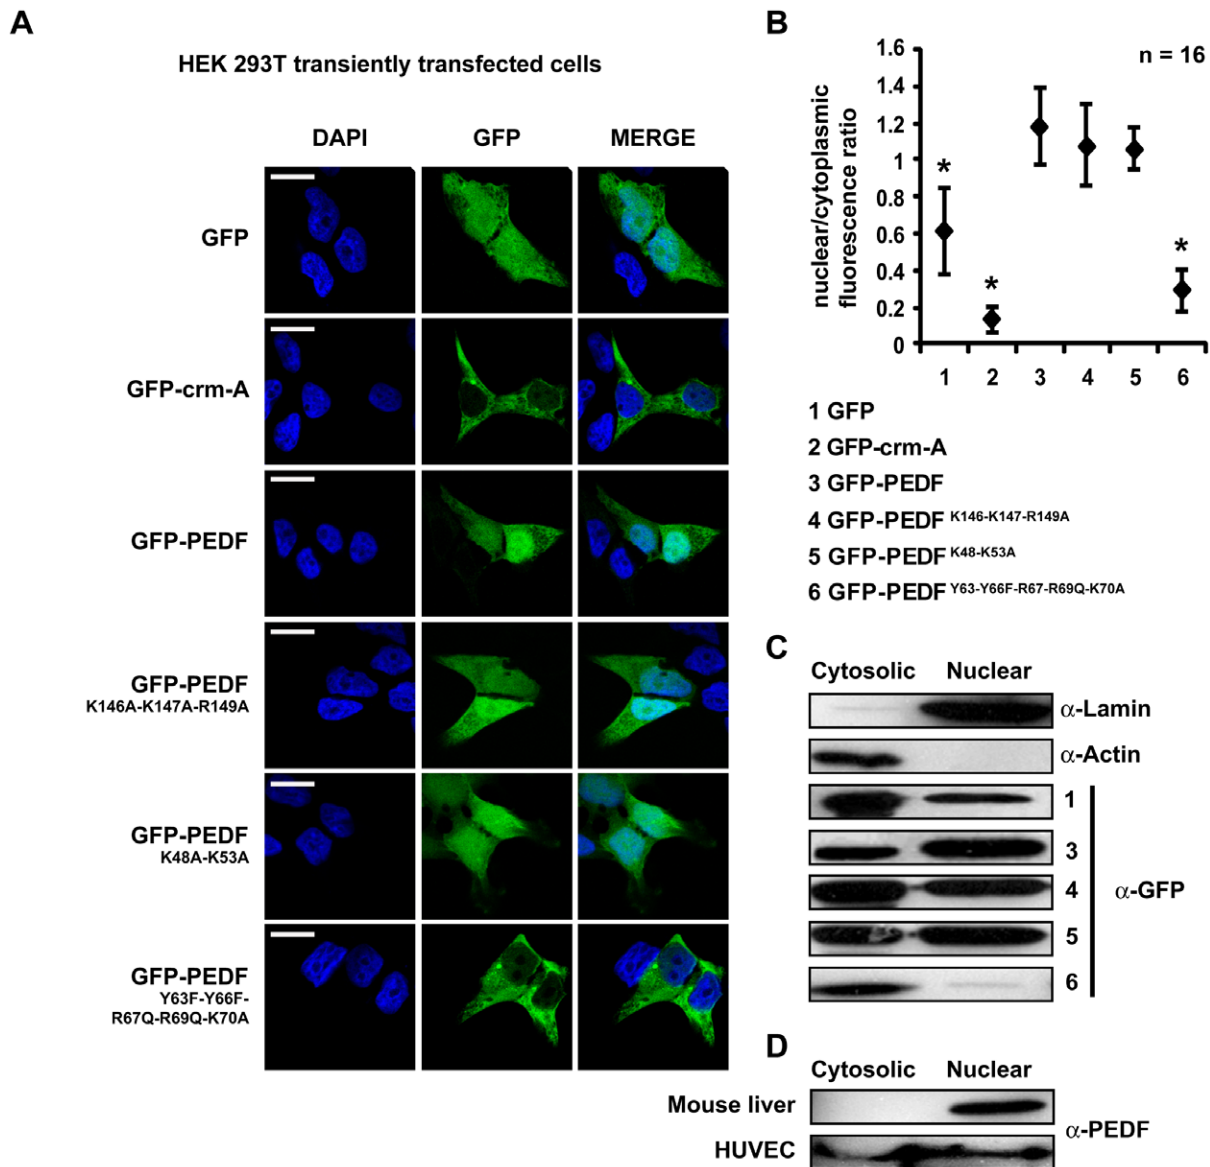 A
HEK 293T transiently transfected cells
DAPI GFP MERGE
GFP
GFP-crm-A
GFP-PEDF
GFP-PEDF
K146A-K147A-R149A
GFP-PEDF
K48A-K53A
GFP-PEDF
Y63F-Y66F-
R67Q-R69Q-K70A
B
n = 16
nuclear/cytoplasmic
fluorescence ratio
1.6
1.4
1.2
1
0.8
0.6
0.4
0.2
0
* * *
1 2 3 4 5 6
1 GFP
2 GFP-crm-A
3 GFP-PEDF
4 GFP-PEDF K146-K147-R149A
5 GFP-PEDF K48-K53A
6 GFP-PEDF Y63-Y66F-R67-R69Q-K70A
C
Cytosolic Nuclear
α-Lamin
α-Actin
1
3
4
5
6
α-GFP
D
Cytosolic Nuclear
Mouse liver
HUVEC
α-PEDF